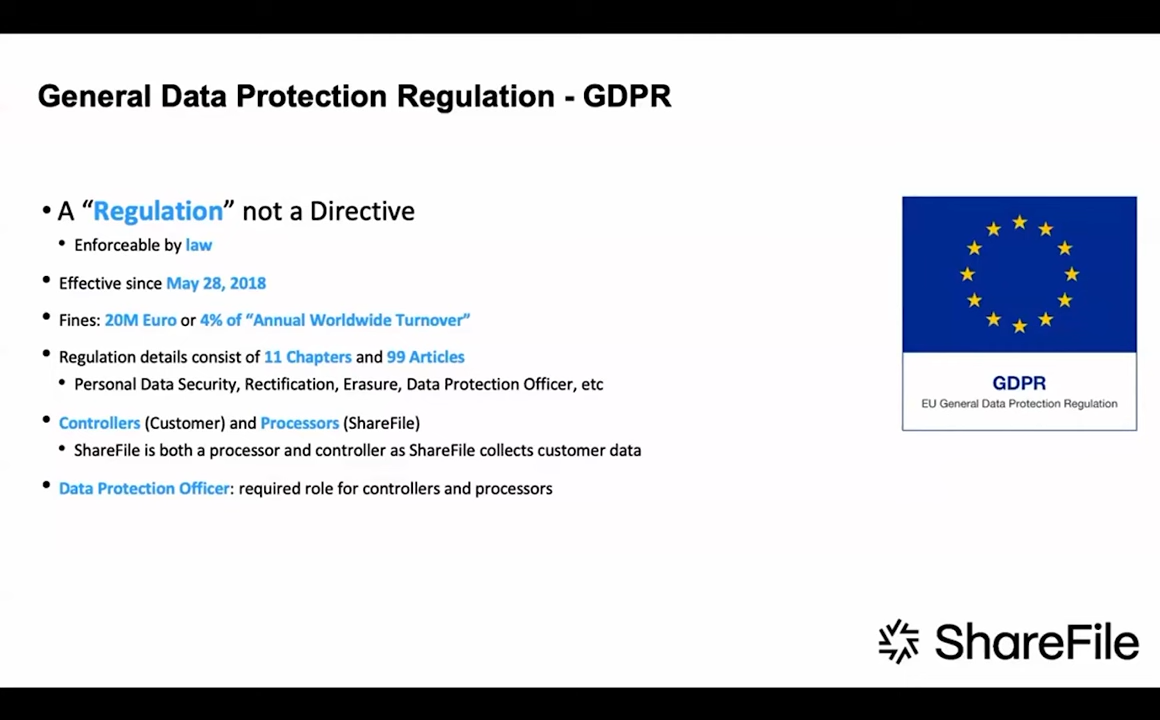 General Data Protection Regulation - GDPR
• A “Regulation” not a Directive
• Enforceable by law
• Effective since May 28, 2018
• Fines: 20M Euro or 4% of “Annual Worldwide Turnover”
• Regulation details consist of 11 Chapters and 99 Articles
• Personal Data Security, Rectification, Erasure, Data Protection Officer, etc
• Controllers (Customer) and Processors (ShareFile)
• ShareFile is both a processor and controller as ShareFile collects customer data
• Data Protection Officer: required role for controllers and processors
GDPR
EU General Data Protection Regulation
ShareFile